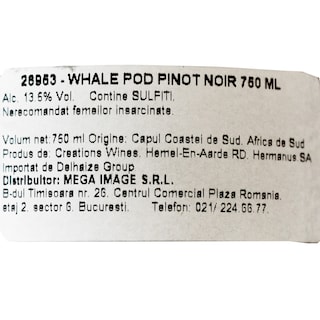 26953 - WHALE POD PINOT NOIR 750 ML
Alc. 13.5% Vol. Contine SULFITI.
Nerecomandat femeilor insarcinate.
Volum net:750 ml Origine: Capul Coastei de Sud, Africa de Sud
Produs de: Creations Wines, Hemel-En-Aarde RD, Hermanus SA
Importat de Delhaize Group
Distribuitor: MEGA IMAGE S.R.L.
B-dul Timisoara nr. 26, Centrul Comercial Plaza Romania,
etaj 2, sector 6, Bucuresti. Telefon: 021/ 224.66.77